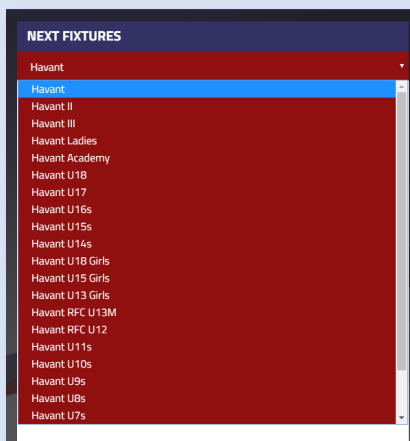 NEXT FIXTURES
Havant
Havant
Havant II
Havant III
Havant Ladies
Havant Academy
Havant U18
Havant U17
Havant U16s
Havant U15s
Havant U14s
Havant U18 Girls
Havant U15 Girls
Havant U13 Girls
Havant RFC U13M
Havant RFC U12
Havant U11s
Havant U10s
Havant U9s
Havant U8s
Havant U7s